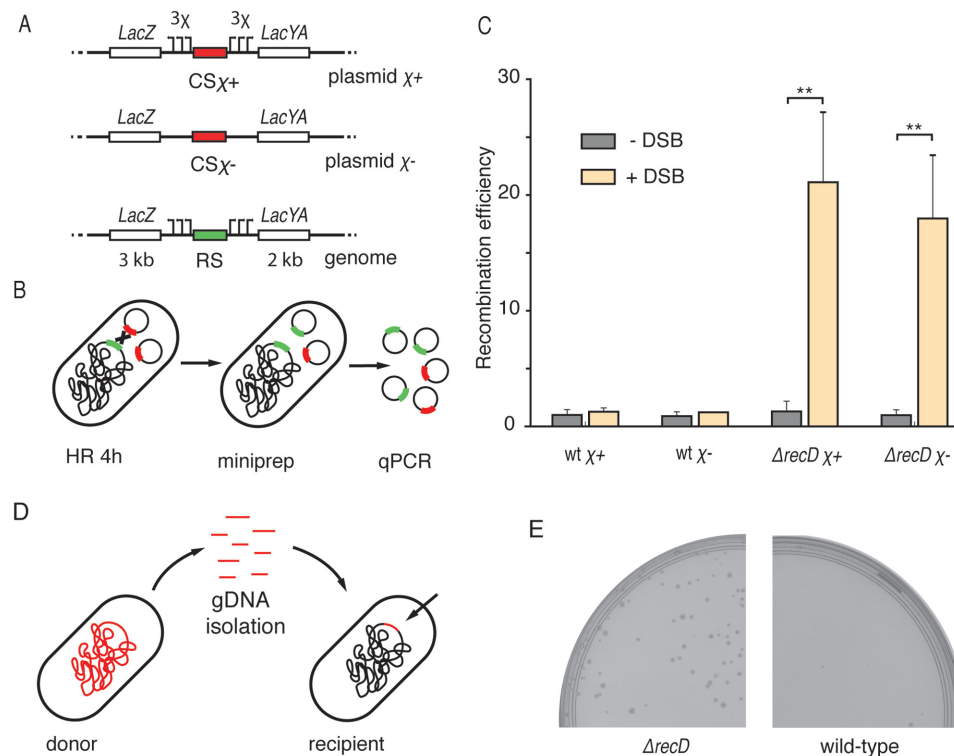 A
LacZ 3χ 3χ LacYA
CSχ+ plasmid χ+
CSχ- plasmid χ-
LacZ LacYA
3 kb RS 2 kb genome
B
HR 4h miniprep qPCR
C
Recombination efficiency
30
20
10
0
**
**
- DSB
+ DSB
wt χ+ wt χ- ΔrecD χ+ ΔrecD χ-
D
gDNA
isolation
donor recipient
E
ΔrecD wild-type